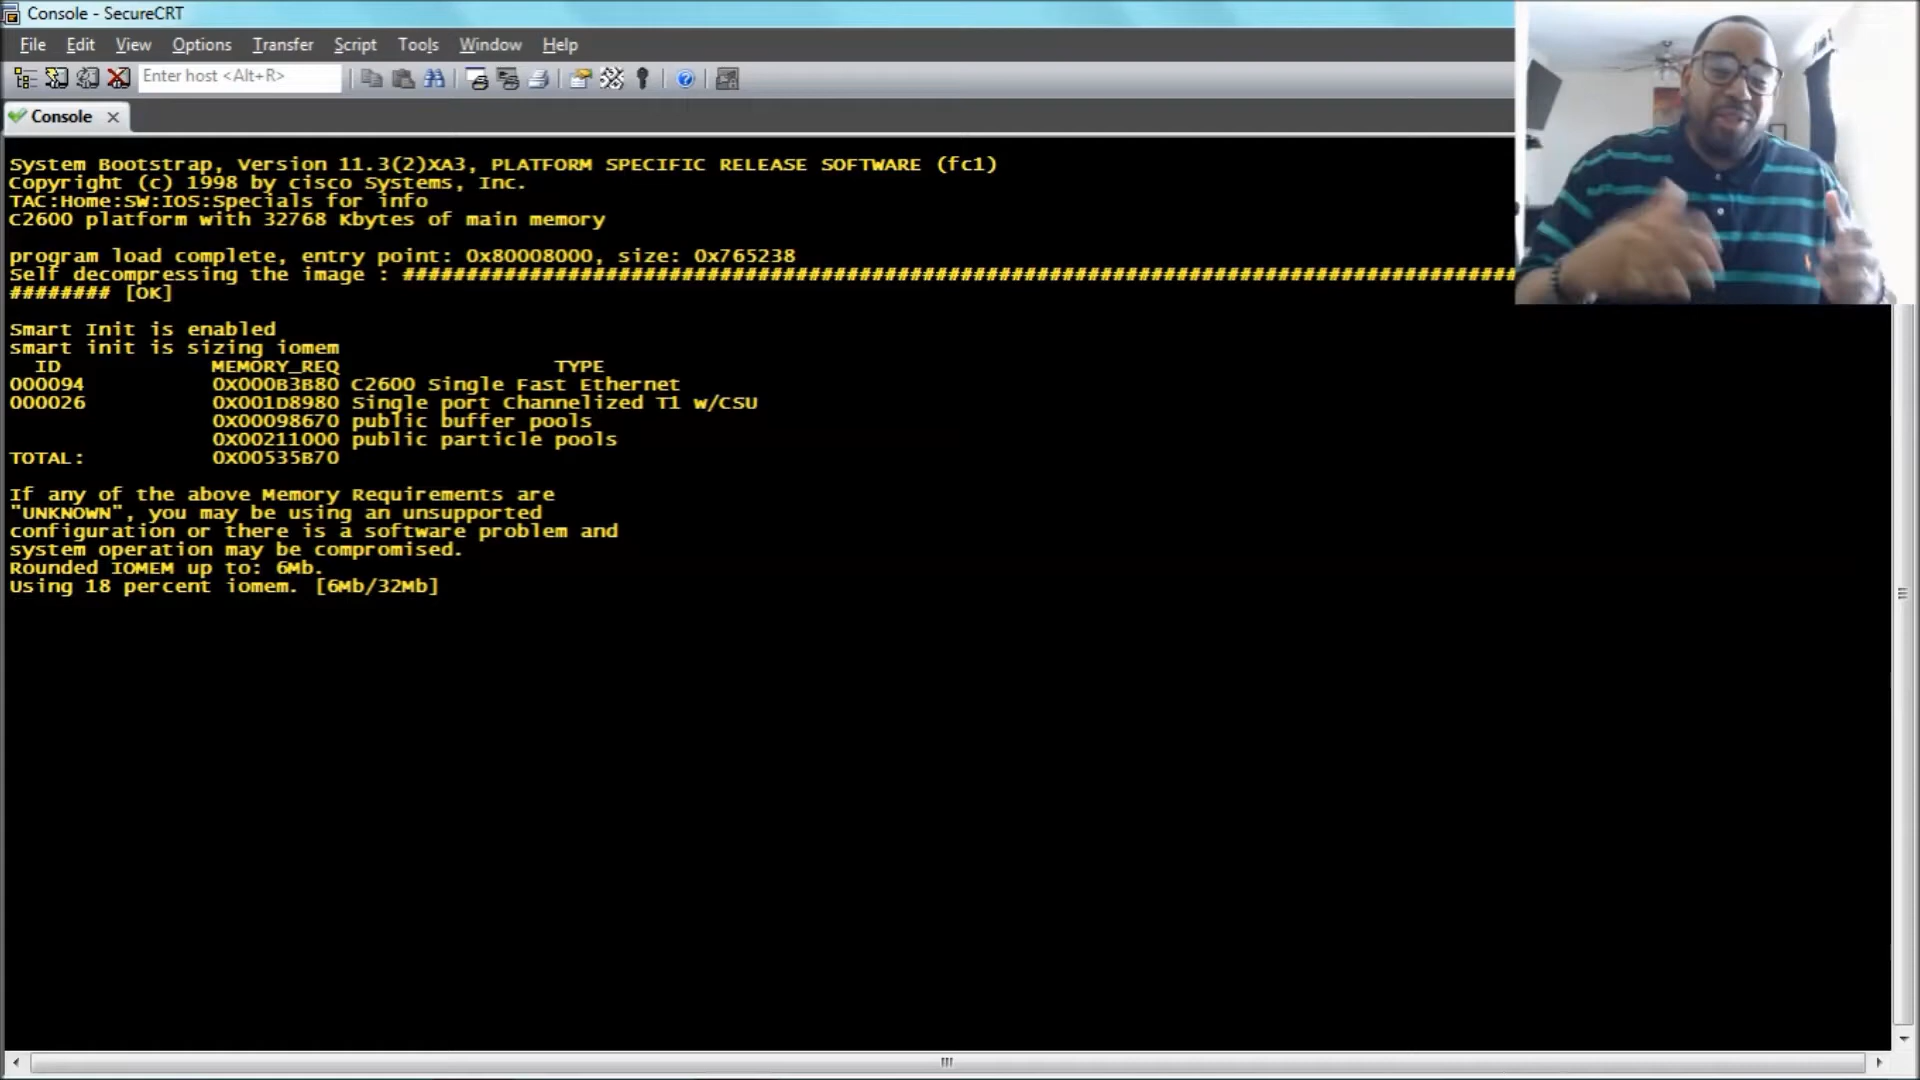 Console - SecureCRT
File Edit View Options Transfer Script Tools Window Help
Enter host <Alt+R>
Console
System Bootstrap, Version 11.3(2)XA3, PLATFORM SPECIFIC RELEASE SOFTWARE (fc1)
Copyright (c) 1998 by cisco Systems, Inc.
TAC:Home:SW:IOS:Specials for info
C2600 platform with 32768 Kbytes of main memory
program load complete, entry point: 0x80008000, size: 0x765238
Self decompressing the image : ########################################################################################
######## [OK]
Smart Init is enabled
smart init is sizing iomem
ID MEMORY_REQ TYPE
000094 0X000B3B80 C2600 Single Fast Ethernet
000026 0X001D8980 Single port Channelized T1 w/CSU
0X00098670 public buffer pools
0X00211000 public particle pools
TOTAL: 0X00535B70
If any of the above Memory Requirements are
"UNKNOWN", you may be using an unsupported
configuration or there is a software problem and
system operation may be compromised.
Rounded IOMEM up to: 6Mb.
Using 18 percent iomem. [6Mb/32Mb]